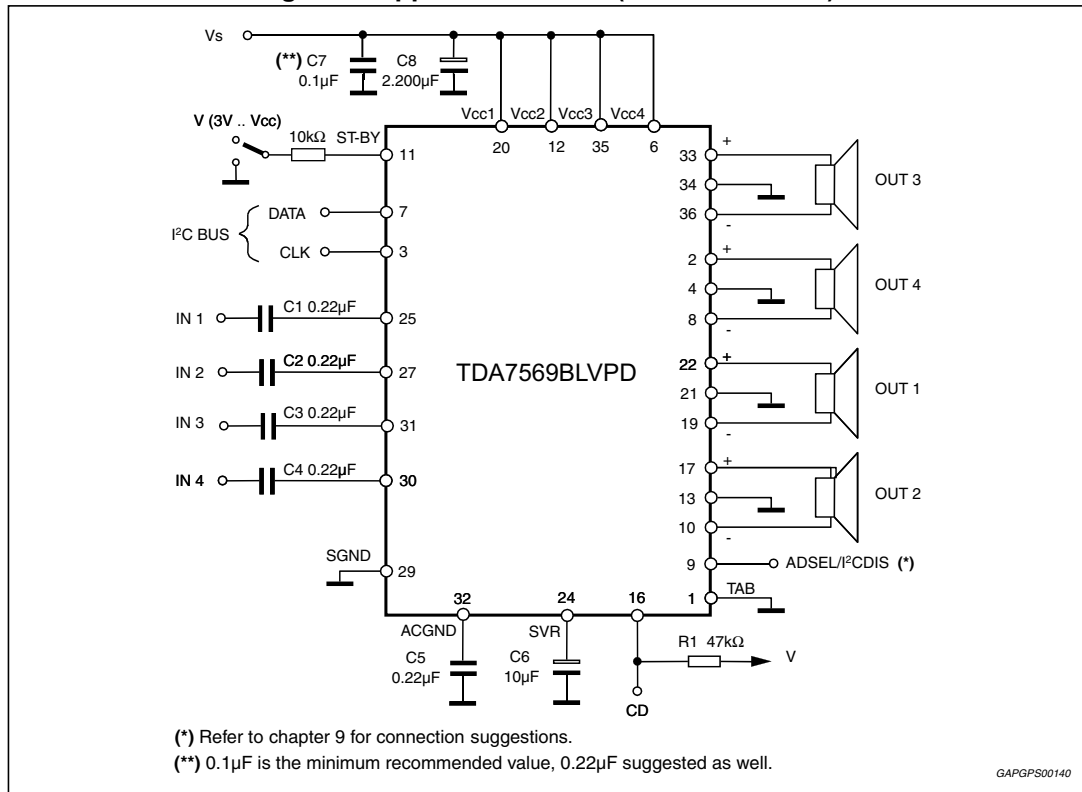 Vs
(**) C7
0.1µF
C8
2.200µF
Vcc1
Vcc2
Vcc3
Vcc4
20
12
35
6
V (3V .. Vcc)
10kΩ
ST-BY
11
I²C BUS
DATA
7
CLK
3
IN 1
C1 0.22µF
25
IN 2
C2 0.22µF
27
IN 3
C3 0.22µF
31
IN 4
C4 0.22µF
30
SGND
29
TDA7569BLVPD
33
+
34
36
-
OUT 3
2
+
4
8
-
OUT 4
22
+
21
19
-
OUT 1
17
+
13
10
-
OUT 2
9
ADSEL/I²CDIS (*)
1
TAB
32
24
16
ACGND
SVR
C5
0.22µF
C6
10µF
R1 47kΩ
V
CD
(*) Refer to chapter 9 for connection suggestions.
(**) 0.1µF is the minimum recommended value, 0.22µF suggested as well.
GAPGPS00140